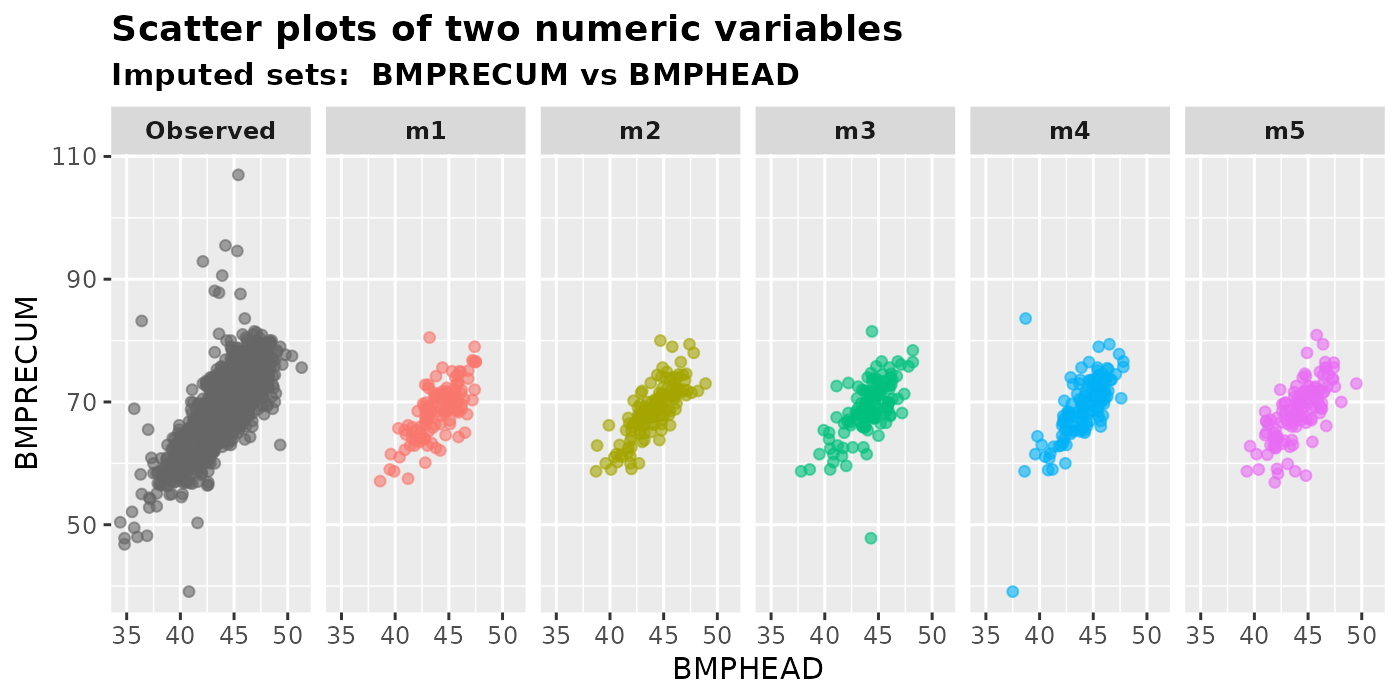 Scatter plots of two numeric variables
Imputed sets:  BMPRECUM vs BMPHEAD
Observed m1 m2 m3 m4 m5
110
90
70
50
BMPRECUM
35 40 45 50 35 40 45 50 35 40 45 50 35 40 45 50 35 40 45 50 35 40 45 50
BMPHEAD